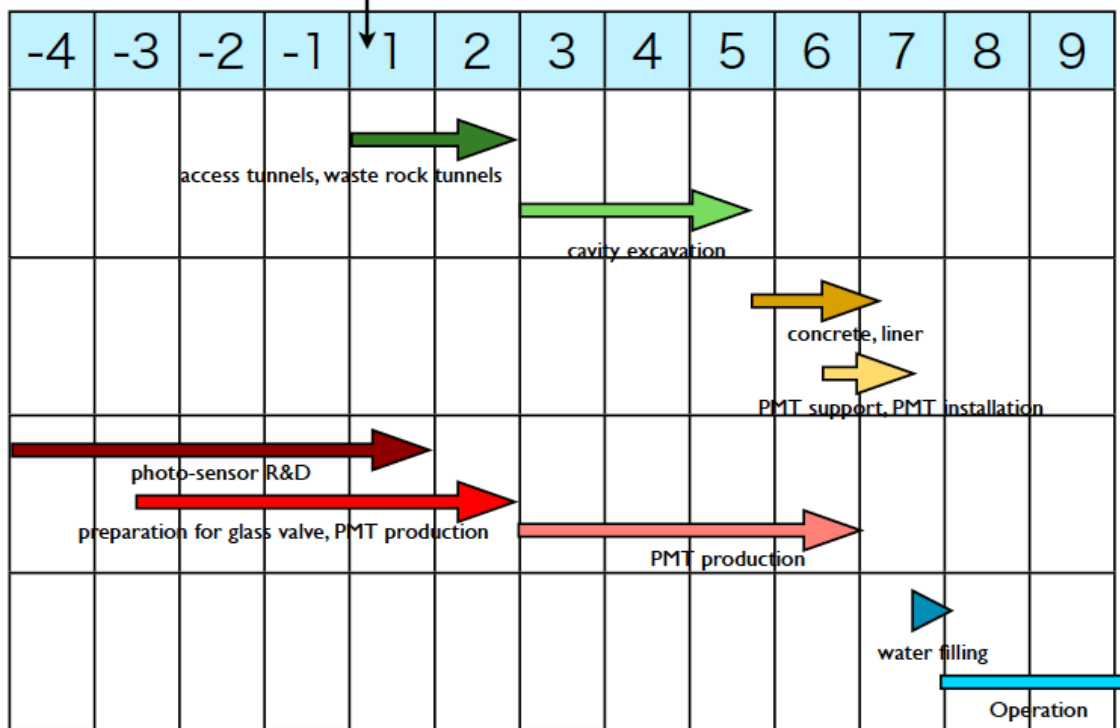 -4 -3 -2 -1 1 2 3 4 5 6 7 8 9
access tunnels, waste rock tunnels
cavity excavation
concrete, liner
PMT support, PMT installation
photo-sensor R&D
preparation for glass valve, PMT production
PMT production
water filling
Operation